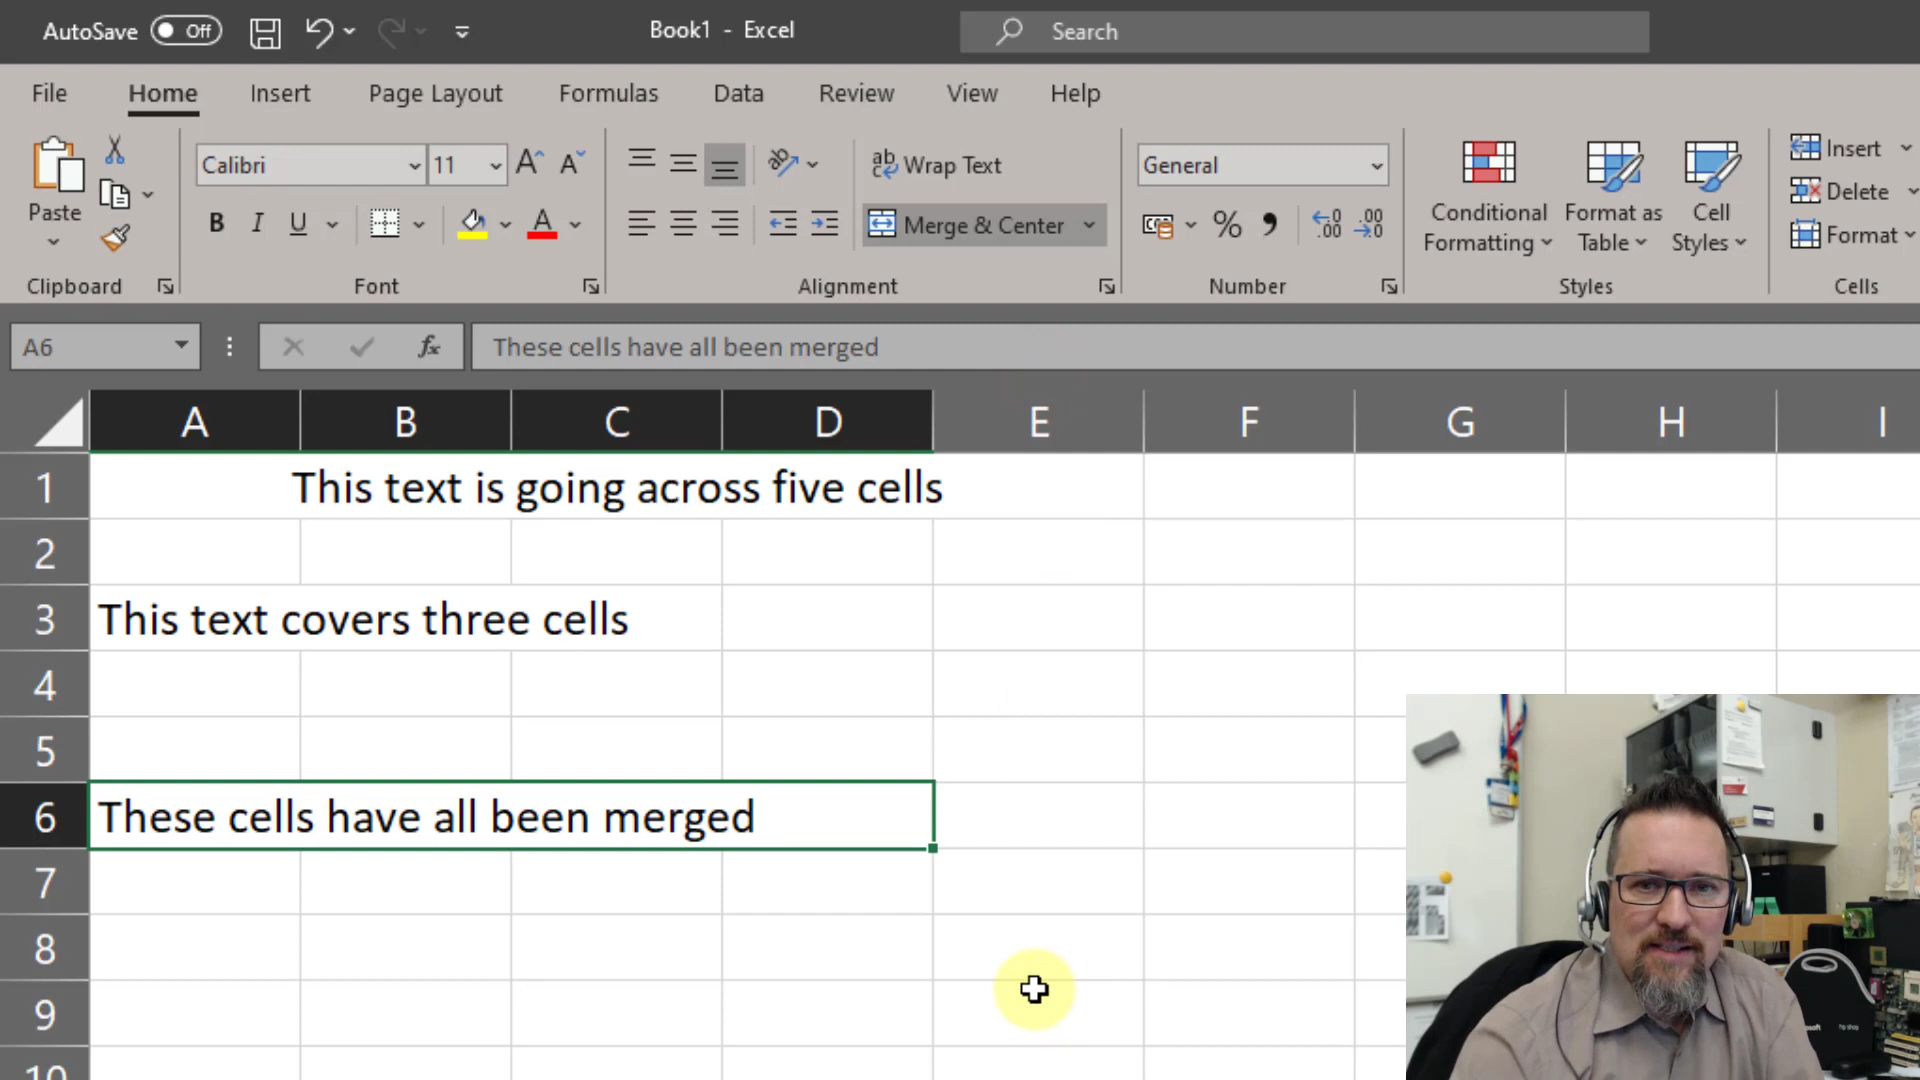 AutoSave Off Book1 - Excel Search
File Home Insert Page Layout Formulas Data Review View Help
Paste
Calibri 11
Wrap Text
Merge & Center
General
Conditional Formatting
Format as Table
Cell Styles
Insert
Delete
Format
Clipboard Font Alignment Number Styles Cells
A6 fx These cells have all been merged
A B C D E F G H I
1 This text is going across five cells
2
3 This text covers three cells
4
5
6 These cells have all been merged
7
8
9
10